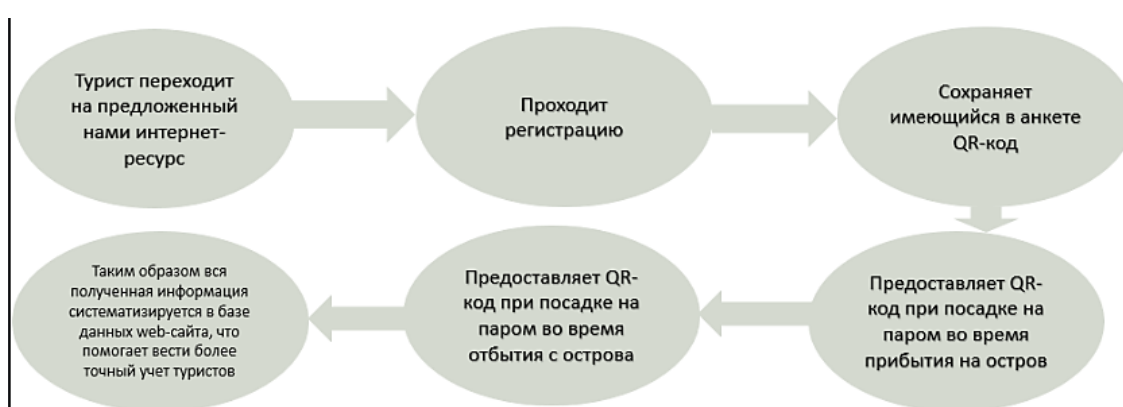 Турист переходит
на предложенный
нами интернет-
ресурс
Проходит
регистрацию
Сохраняет
имеющийся в анкете
QR-код
Предоставляет QR-
код при посадке на
паром во время
прибытия на остров
Предоставляет QR-
код при посадке на
паром во время
отбытия с острова
Таким образом вся
полученная информация
систематизируется в базе
данных web-сайта, что
помогает вести более
точный учет туристов